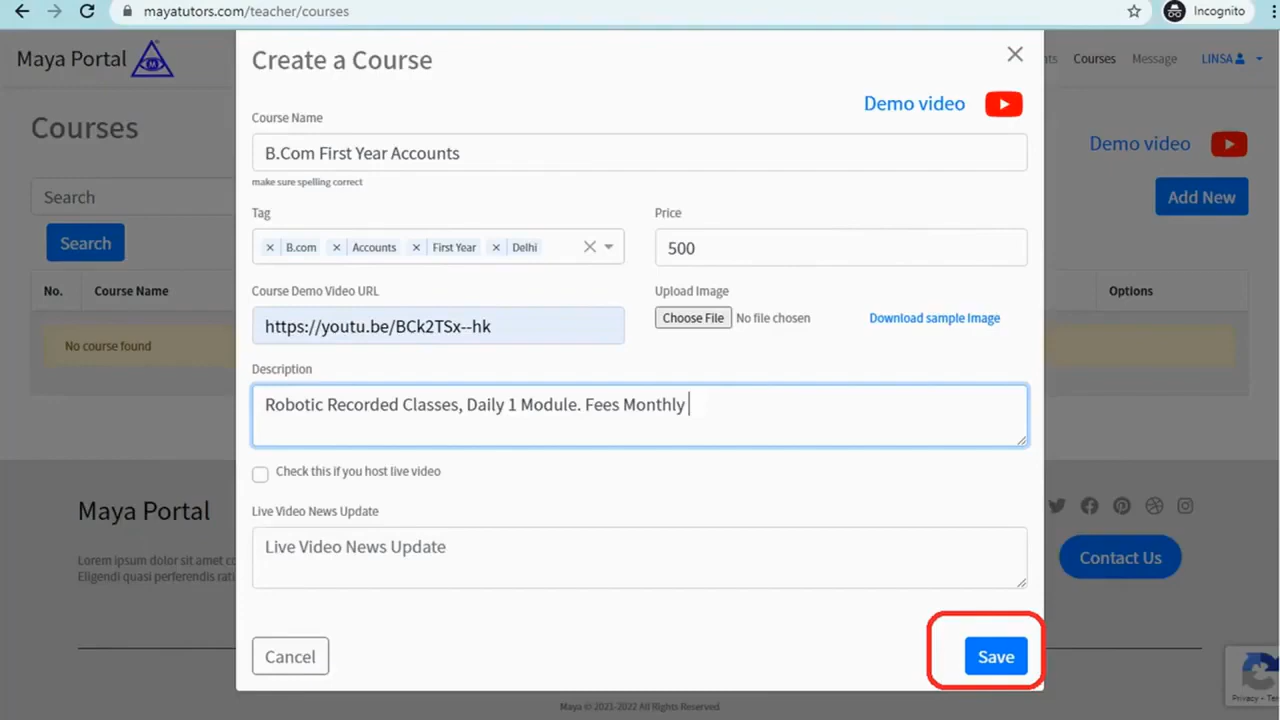 mayatutors.com/teacher/courses
Incognito
Maya Portal
M
Courses
Message
LINSA
Create a Course
Demo video
Course Name
B.Com First Year Accounts
make sure spelling correct
Courses
Demo video
Search
Add New
Search
Tag
Price
B.com
Accounts
First Year
Delhi
500
Course Demo Video URL
Upload Image
No.
Course Name
Options
https://youtu.be/BCk2TSx--hk
Choose File
No file chosen
Download sample Image
No course found
Description
Robotic Recorded Classes, Daily 1 Module. Fees Monthly
Check this if you host live video
Live Video News Update
Live Video News Update
Maya Portal
Lorem ipsum dolor sit amet
Eligendi quasi perferendis
Contact Us
Cancel
Save
Privacy
Maya © 2021-2022 All Rights Reserved